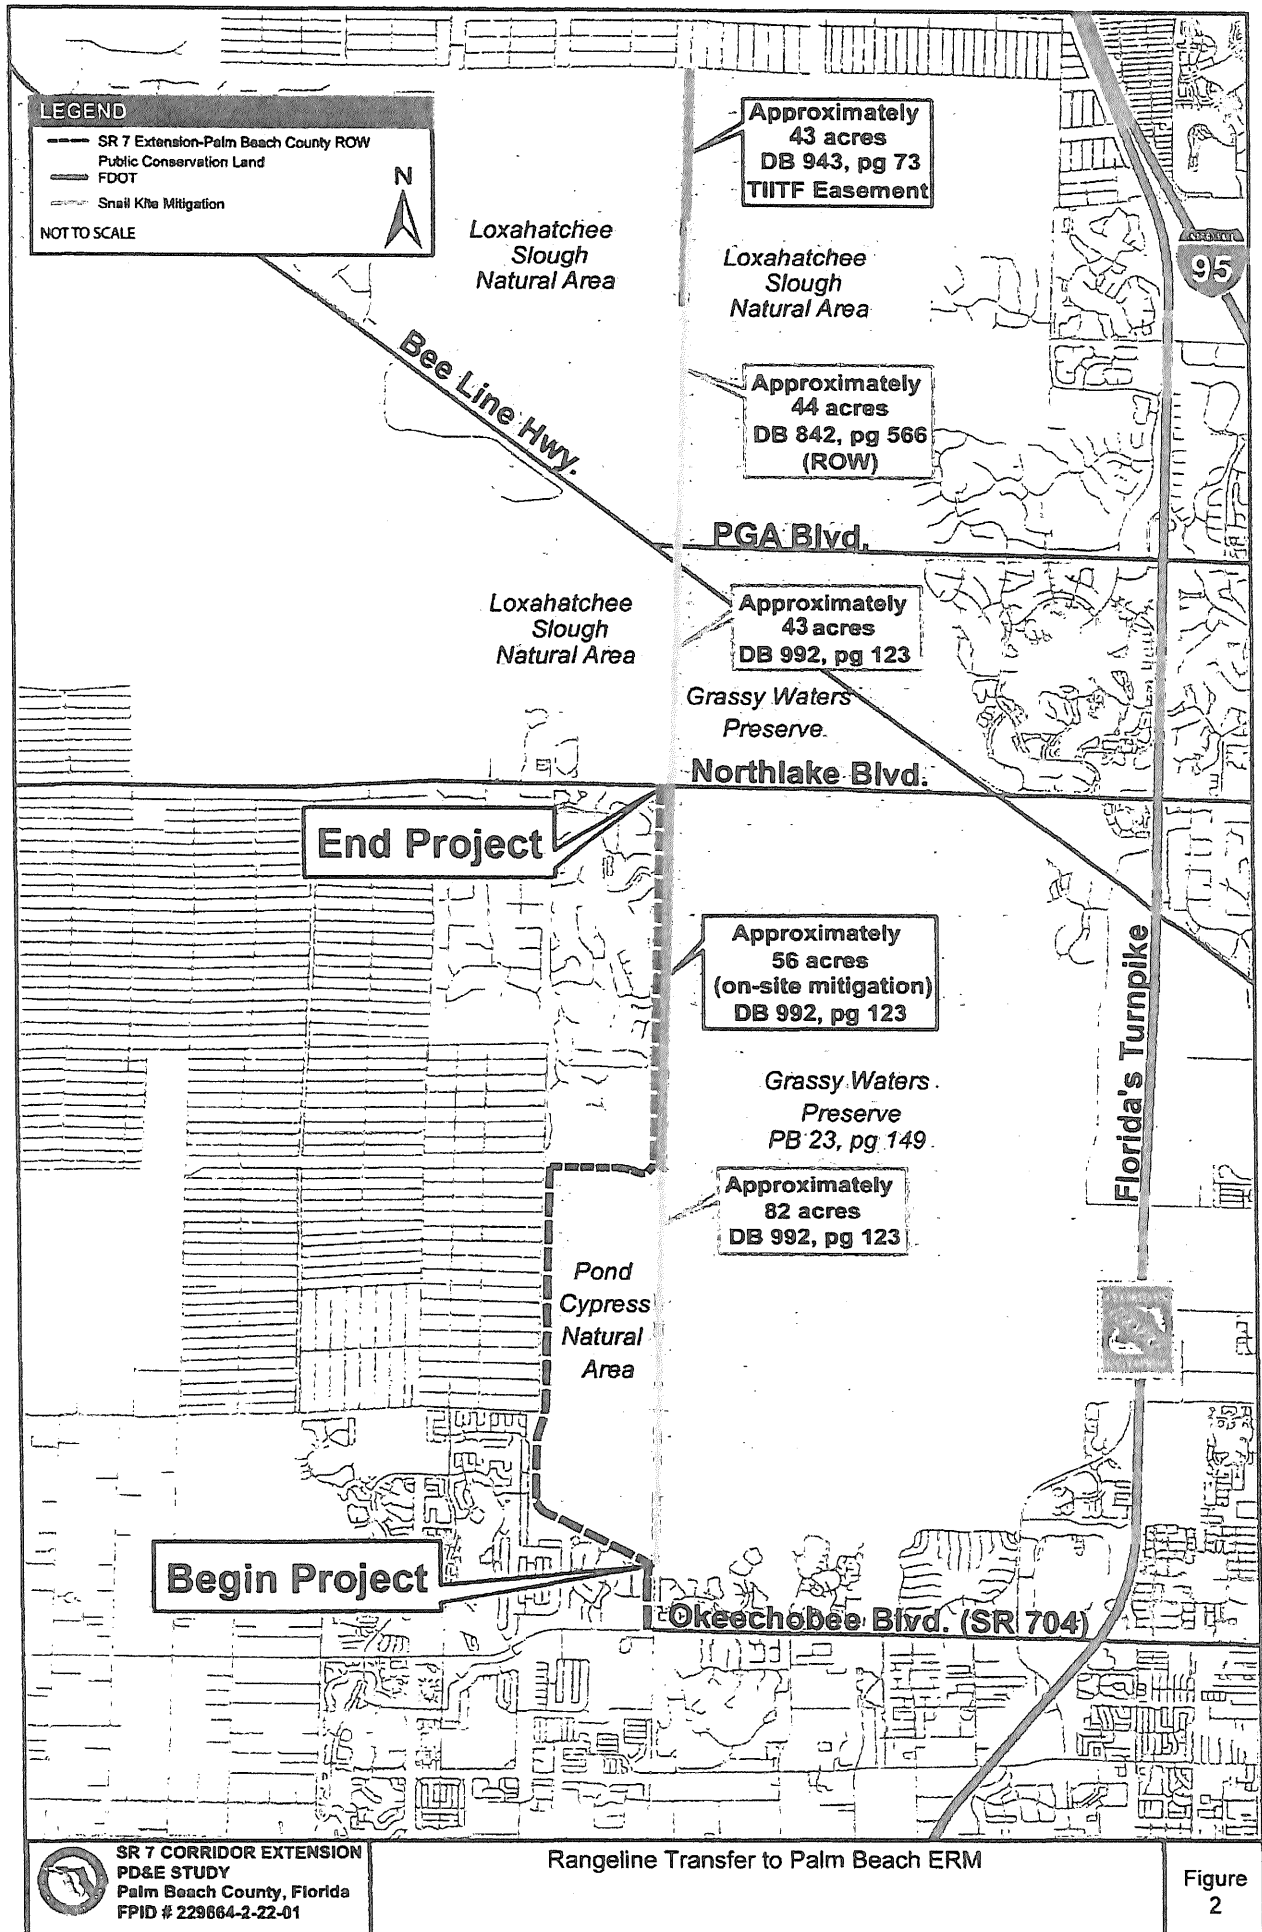 LEGEND
SR 7 Extension-Palm Beach County ROW
Public Conservation Land
FDOT
Snail Kite Mitigation
NOT TO SCALE
N
Approximately
43 acres
DB 943, pg 73
TIITF Easement
Loxahatchee
Slough
Natural Area
Loxahatchee
Slough
Natural Area
95
Bee Line Hwy.
Approximately
44 acres
DB 842, pg 566
(ROW)
PGA Blvd.
Loxahatchee
Slough
Natural Area
Approximately
43 acres
DB 992, pg 123
Grassy Waters
Preserve
Northlake Blvd.
End Project
Approximately
56 acres
(on-site mitigation)
DB 992, pg 123
Florida's Turnpike
Grassy Waters
Preserve
PB 23, pg 149
Approximately
82 acres
DB 992, pg 123
Pond
Cypress
Natural
Area
Begin Project
Okeechobee Blvd. (SR 704)
SR 7 CORRIDOR EXTENSION
PD&E STUDY
Palm Beach County, Florida
FPID # 229664-2-22-01
Rangeline Transfer to Palm Beach ERM
Figure
2